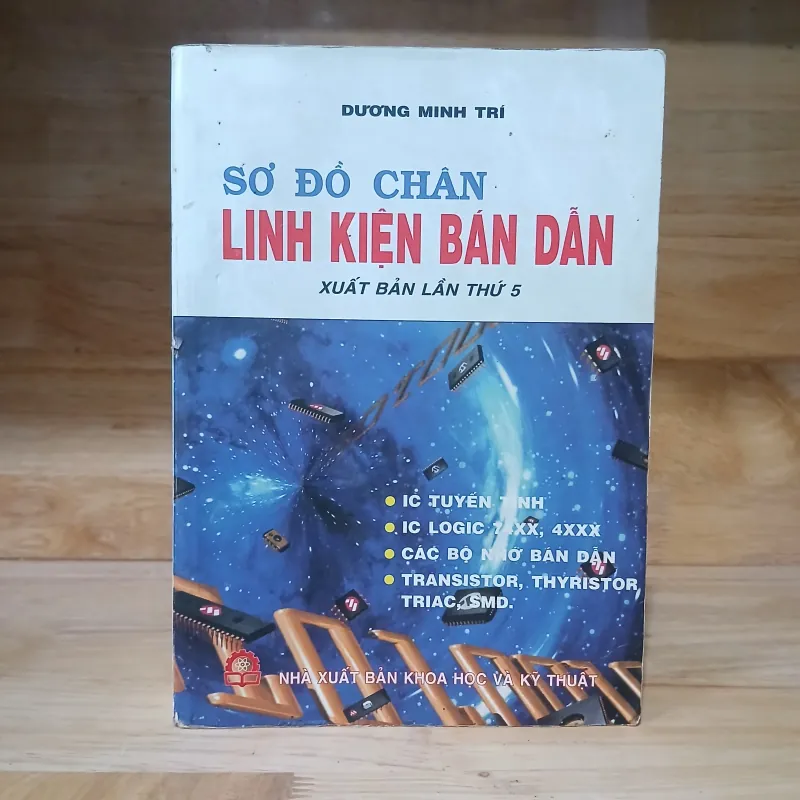 DƯƠNG MINH TRÍ
SƠ ĐỒ CHÂN
LINH KIỆN BÁN DẪN
XUẤT BẢN LẦN THỨ 5
IC TUYẾN TÍNH
IC LOGIC 74XX, 4XXX
CÁC BỘ NHỚ BÁN DẪN
TRANSISTOR, THYRISTOR,
TRIAC, SMD.
NHÀ XUẤT BẢN KHOA HỌC VÀ KỸ THUẬT